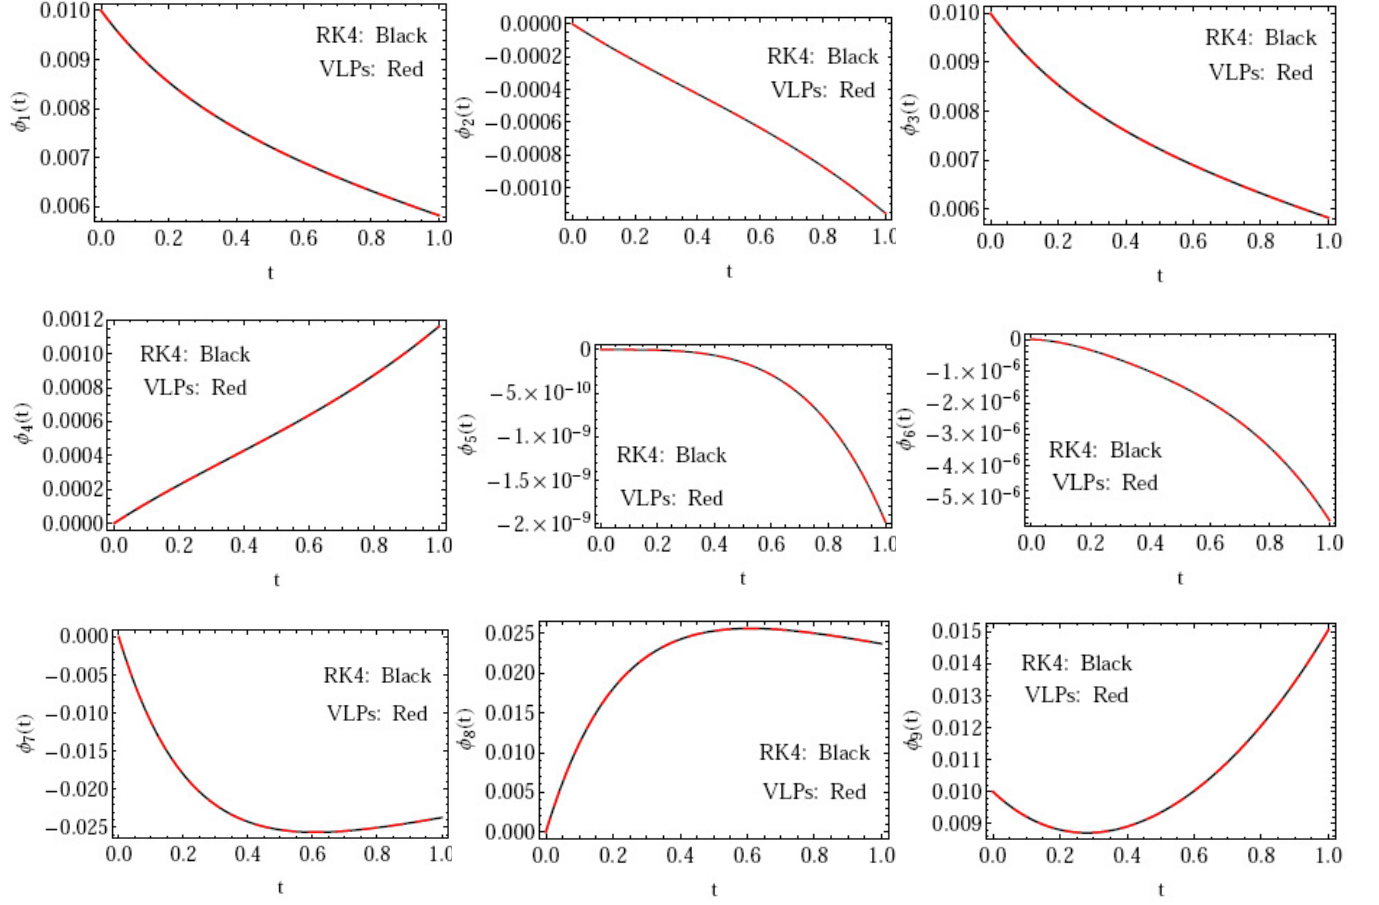 RK4: Black
VLPs: Red
ϕ1(t)
0.010
0.009
0.008
0.007
0.006
0.0 0.2 0.4 0.6 0.8 1.0
t
RK4: Black
VLPs: Red
ϕ2(t)
0.0000
−0.0002
−0.0004
−0.0006
−0.0008
−0.0010
0.0 0.2 0.4 0.6 0.8 1.0
t
RK4: Black
VLPs: Red
ϕ3(t)
0.010
0.009
0.008
0.007
0.006
0.0 0.2 0.4 0.6 0.8 1.0
t
RK4: Black
VLPs: Red
ϕ4(t)
0.0012
0.0010
0.0008
0.0006
0.0004
0.0002
0.0000
0.0 0.2 0.4 0.6 0.8 1.0
t
RK4: Black
VLPs: Red
ϕ5(t)
0
−5.×10⁻¹⁰
−1.×10⁻⁹
−1.5×10⁻⁹
−2.×10⁻⁹
0.0 0.2 0.4 0.6 0.8 1.0
t
RK4: Black
VLPs: Red
ϕ6(t)
0
−1.×10⁻⁶
−2.×10⁻⁶
−3.×10⁻⁶
−4.×10⁻⁶
−5.×10⁻⁶
0.0 0.2 0.4 0.6 0.8 1.0
t
RK4: Black
VLPs: Red
ϕ7(t)
0.000
−0.005
−0.010
−0.015
−0.020
−0.025
0.0 0.2 0.4 0.6 0.8 1.0
t
RK4: Black
VLPs: Red
ϕ8(t)
0.025
0.020
0.015
0.010
0.005
0.000
0.0 0.2 0.4 0.6 0.8 1.0
t
RK4: Black
VLPs: Red
ϕ9(t)
0.015
0.014
0.013
0.012
0.011
0.010
0.009
0.0 0.2 0.4 0.6 0.8 1.0
t